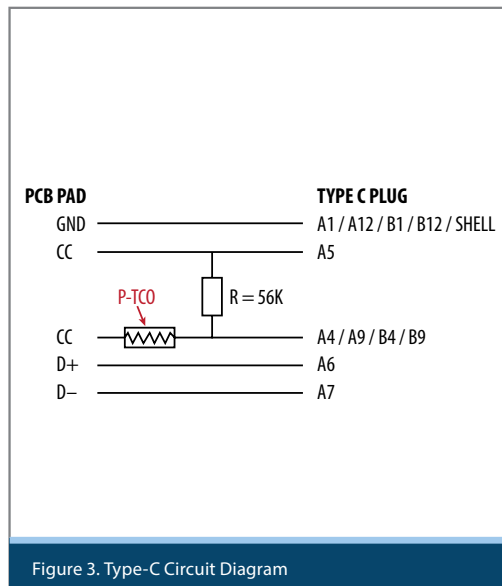 PCB PAD TYPE C PLUG
GND A1 / A12 / B1 / B12 / SHELL
CC A5
P-TCO R = 56K
CC A4 / A9 / B4 / B9
D+ A6
D– A7
Figure 3. Type-C Circuit Diagram